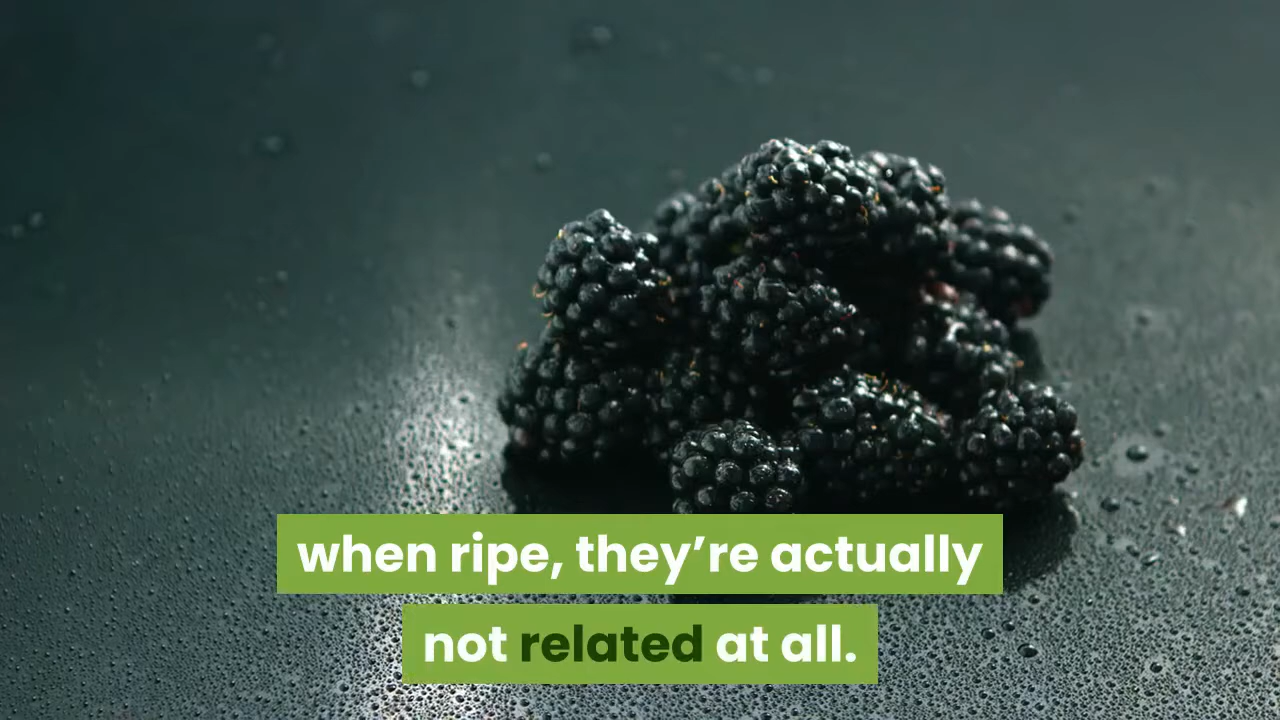 when ripe, they’re actually
not related at all.